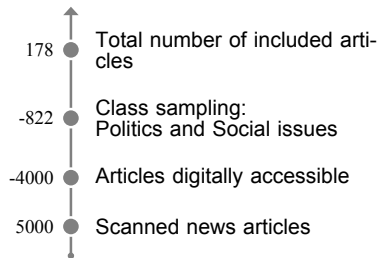 178
Total number of included arti-
cles
-822
Class sampling:
Politics and Social issues
-4000
Articles digitally accessible
5000
Scanned news articles